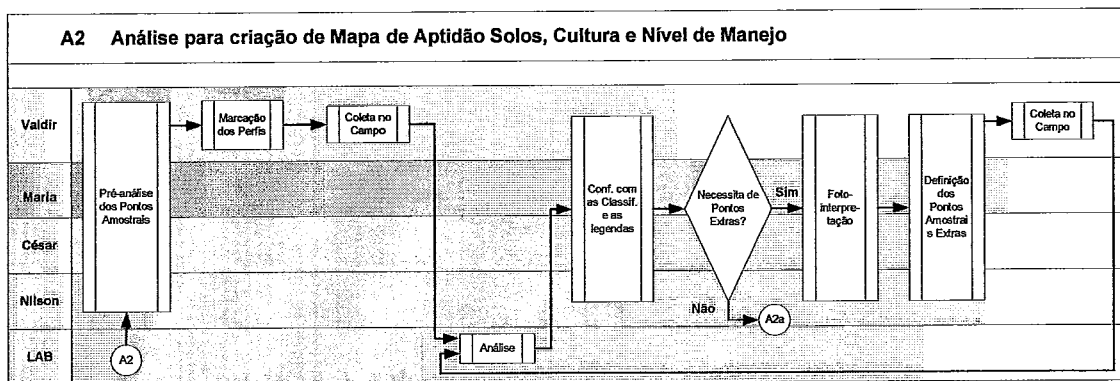 A2 Análise para criação de Mapa de Aptidão Solos, Cultura e Nível de Manejo
Valdir
Maria
César
Nilson
LAB
Pré-análise
dos Pontos
Amostrais
A2
Marcação
dos Perfis
Coleta no
Campo
Análise
Conf. com
as Classif.
e as
legendas
Necessita de
Pontos
Extras?
Sim
Não
A2a
Foto-
interpre-
tação
Definição
dos
Pontos
Amostrai
s Extras
Coleta no
Campo